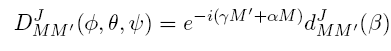 D^J_{MM'}(ϕ, θ, ψ) = e^{-i(γM'+αM)} d^J_{MM'}(β)